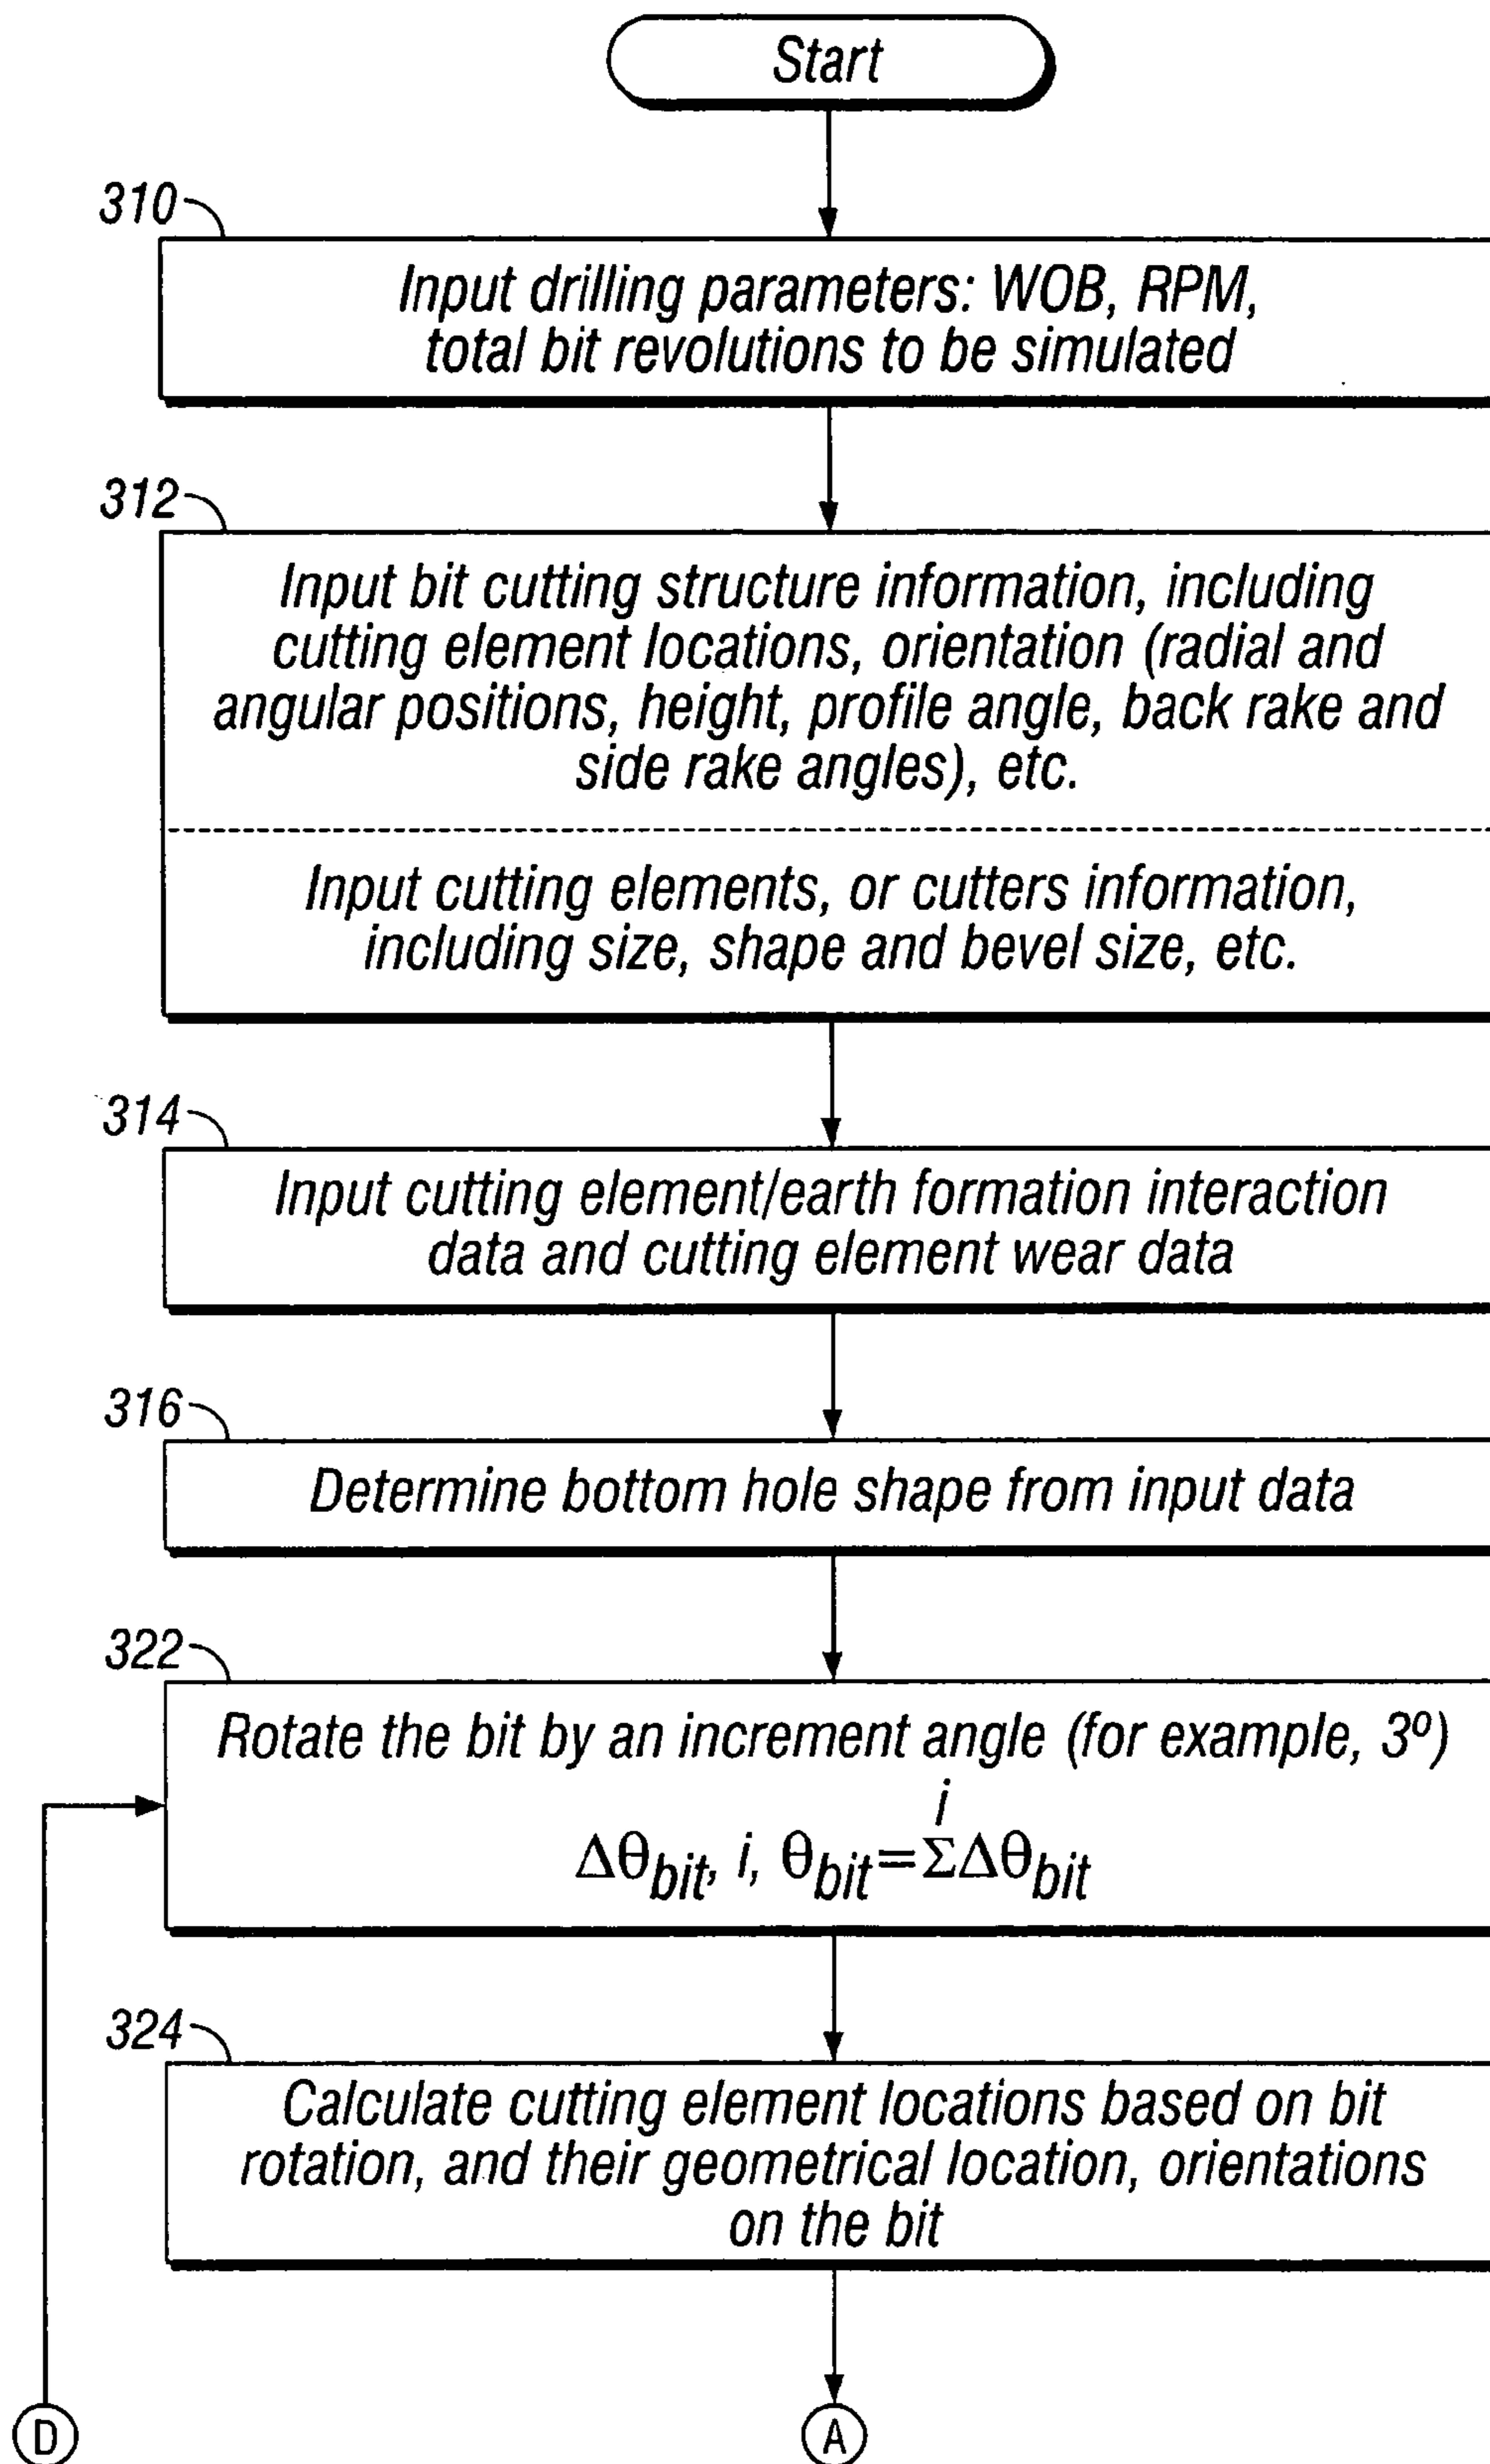 Start
310
Input drilling parameters: WOB, RPM,
total bit revolutions to be simulated
312
Input bit cutting structure information, including
cutting element locations, orientation (radial and
angular positions, height, profile angle, back rake and
side rake angles), etc.
Input cutting elements, or cutters information,
including size, shape and bevel size, etc.
314
Input cutting element/earth formation interaction
data and cutting element wear data
316
Determine bottom hole shape from input data
322
Rotate the bit by an increment angle (for example, 3º)
i
Δθbit, i, θbit=ΣΔθbit
324
Calculate cutting element locations based on bit
rotation, and their geometrical location, orientations
on the bit
D
A